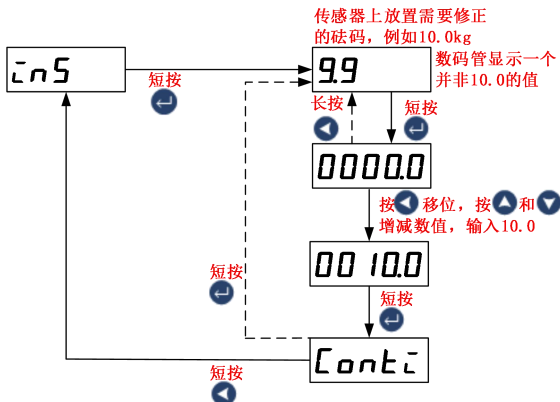 传感器上放置需要修正
的砝码，例如10.0kg
inS
短按
9.9
数码管显示一个
并非10.0的值
长按
短按
0000.0
按移位，按和
增减数值，输入10.0
0010.0
短按
短按
Conti
短按